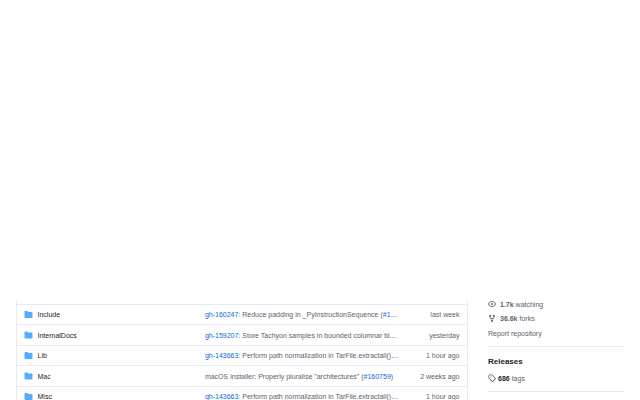 Include gh-160247: Reduce padding in _PyInstructionSequence (#1... last week
InternalDocs gh-159207: Store Tachyon samples in bounded columnar bl... yesterday
Lib gh-143663: Perform path normalization in TarFile.extractall()... 1 hour ago
Mac macOS installer: Properly pluralise "architectures" (#160759) 2 weeks ago
Misc gh-143663: Perform path normalization in TarFile.extractall()... 1 hour ago
1.7k watching
36.6k forks
Report repository
Releases
686 tags